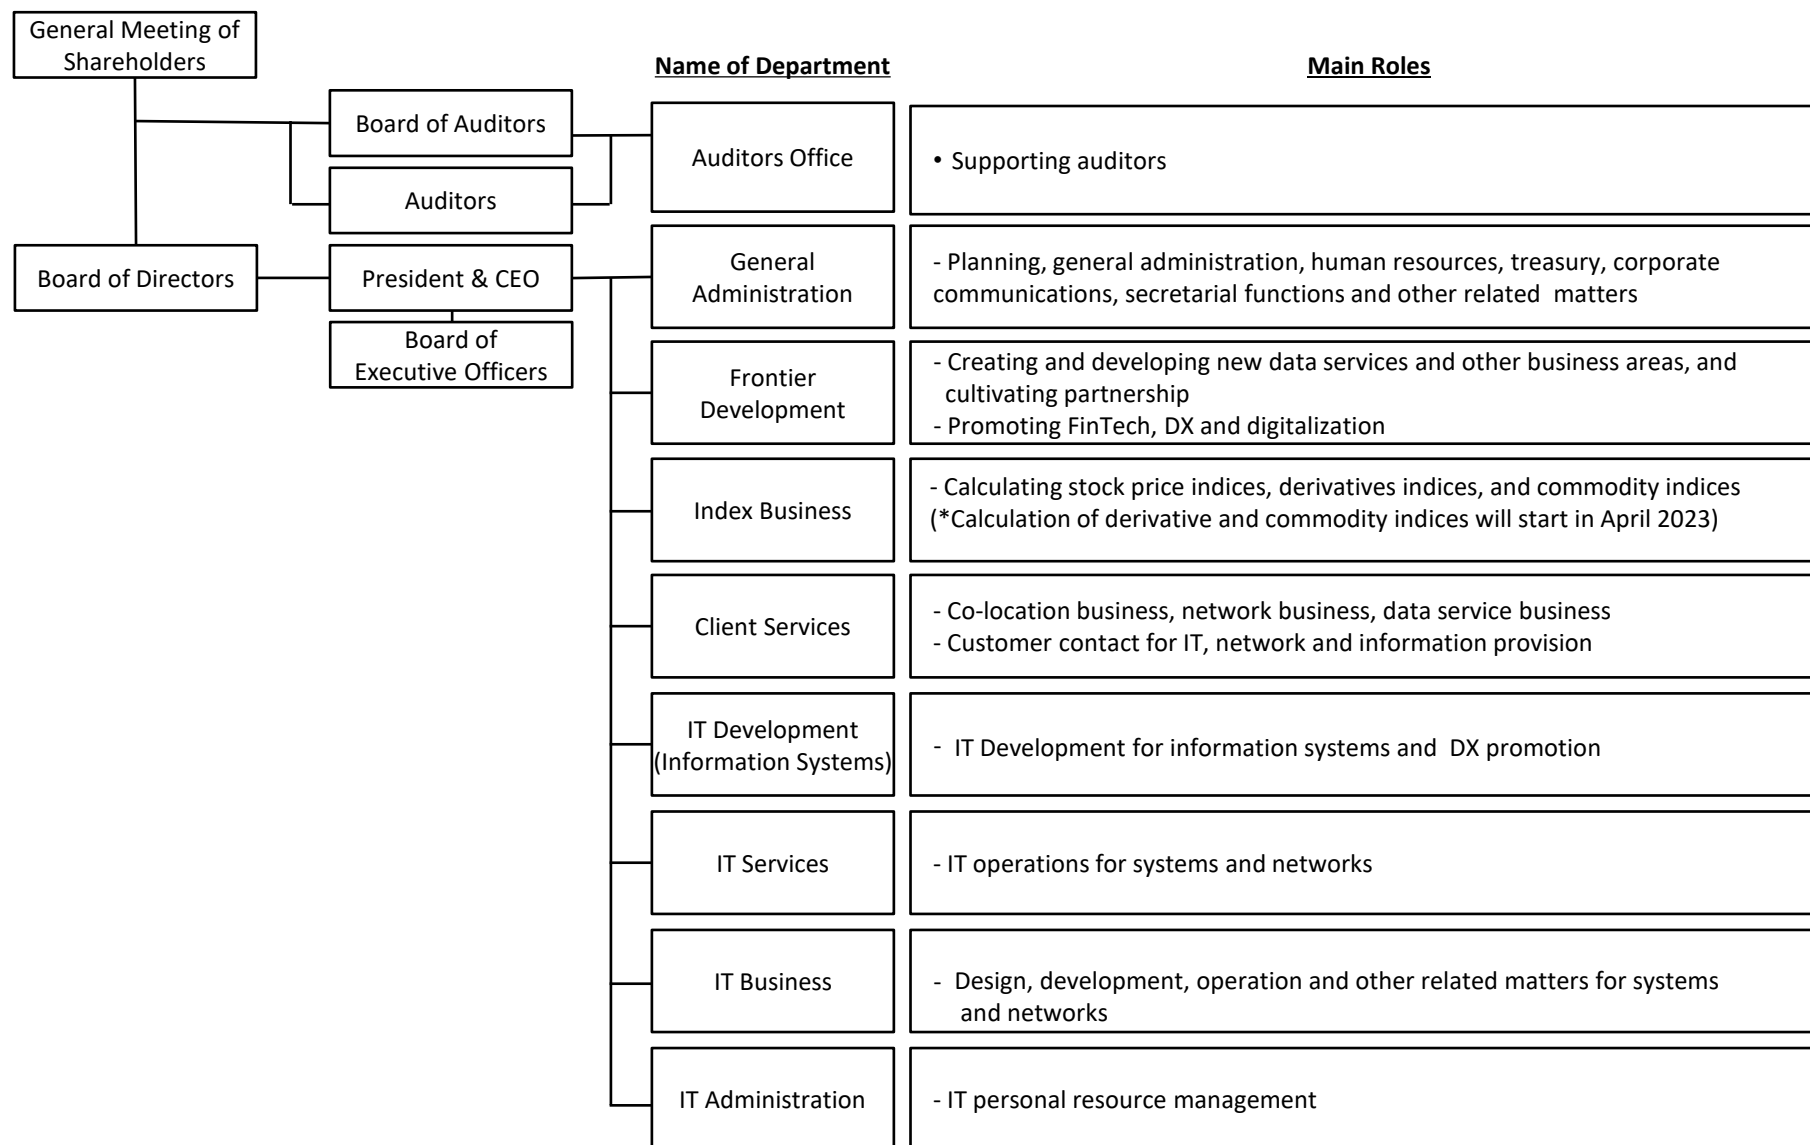 General Meeting of
Shareholders
Name of Department
Main Roles
Board of Auditors
Auditors
Auditors Office
• Supporting auditors
Board of Directors
President & CEO
Board of
Executive Officers
General
Administration
- Planning, general administration, human resources, treasury, corporate
communications, secretarial functions and other related matters
Frontier
Development
- Creating and developing new data services and other business areas, and
cultivating partnership
- Promoting FinTech, DX and digitalization
Index Business
- Calculating stock price indices, derivatives indices, and commodity indices
(*Calculation of derivative and commodity indices will start in April 2023)
Client Services
- Co-location business, network business, data service business
- Customer contact for IT, network and information provision
IT Development
(Information Systems)
- IT Development for information systems and DX promotion
IT Services
- IT operations for systems and networks
IT Business
- Design, development, operation and other related matters for systems
and networks
IT Administration
- IT personal resource management